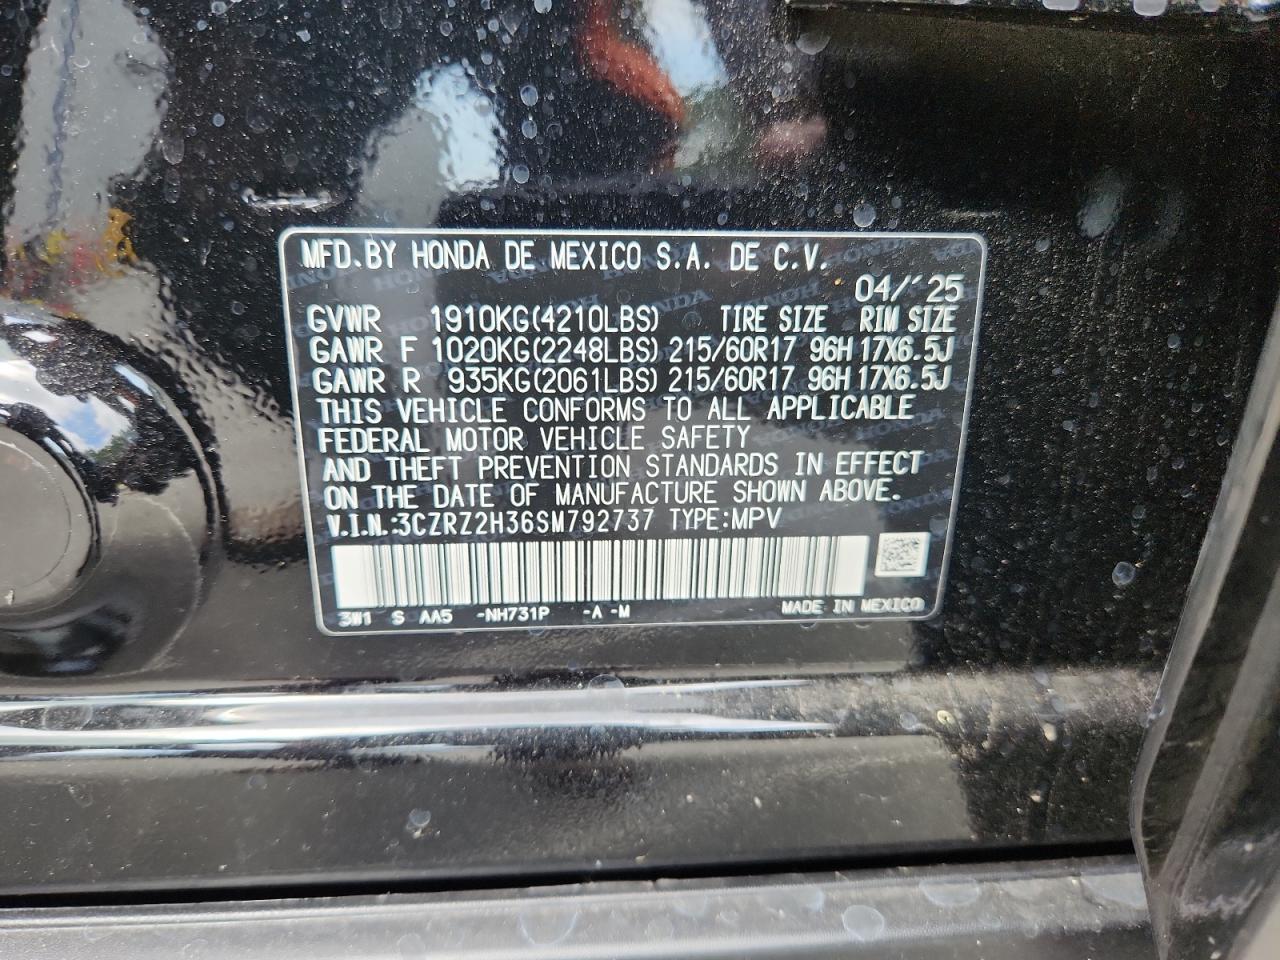 MFD.BY HONDA DE MEXICO S.A. DE C.V.
04/'25
GVWR 1910KG(4210LBS) TIRE SIZE RIM SIZE
GAWR F 1020KG(2248LBS) 215/60R17 96H 17X6.5J
GAWR R 935KG(2061LBS) 215/60R17 96H 17X6.5J
THIS VEHICLE CONFORMS TO ALL APPLICABLE
FEDERAL MOTOR VEHICLE SAFETY
AND THEFT PREVENTION STANDARDS IN EFFECT
ON THE DATE OF MANUFACTURE SHOWN ABOVE.
V.I.N.:3CZRZ2H36SM792737 TYPE:MPV
3W1 S AA5 -NH731P -A -M MADE IN MEXICO